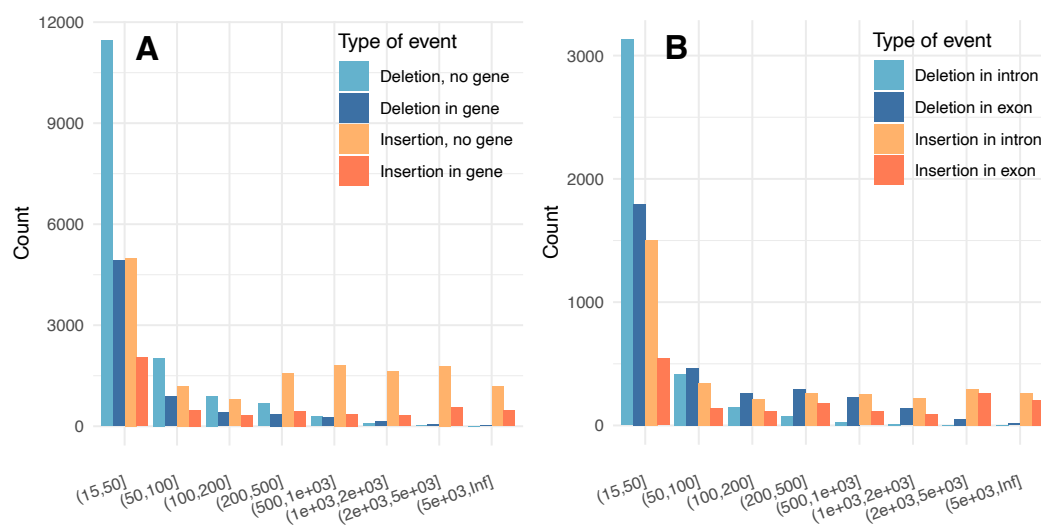 A
Type of event
Deletion, no gene
Deletion in gene
Insertion, no gene
Insertion in gene
12000
9000
6000
3000
0
Count
(15,50]
(50,100]
(100,200]
(200,500]
(500,1e+03]
(1e+03,2e+03]
(2e+03,5e+03]
(5e+03,Inf]
B
Type of event
Deletion in intron
Deletion in exon
Insertion in intron
Insertion in exon
3000
2000
1000
0
Count
(15,50]
(50,100]
(100,200]
(200,500]
(500,1e+03]
(1e+03,2e+03]
(2e+03,5e+03]
(5e+03,Inf]